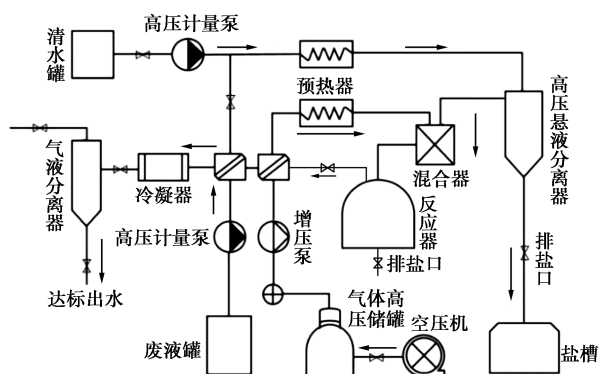 高压计量泵
清水罐
预热器
高压悬液分离器
气液分离器
冷凝器
混合器
反应器
排盐口
高压计量泵
增压泵
排盐口
达标出水
废液罐
气体高
压储罐
空压机
盐槽